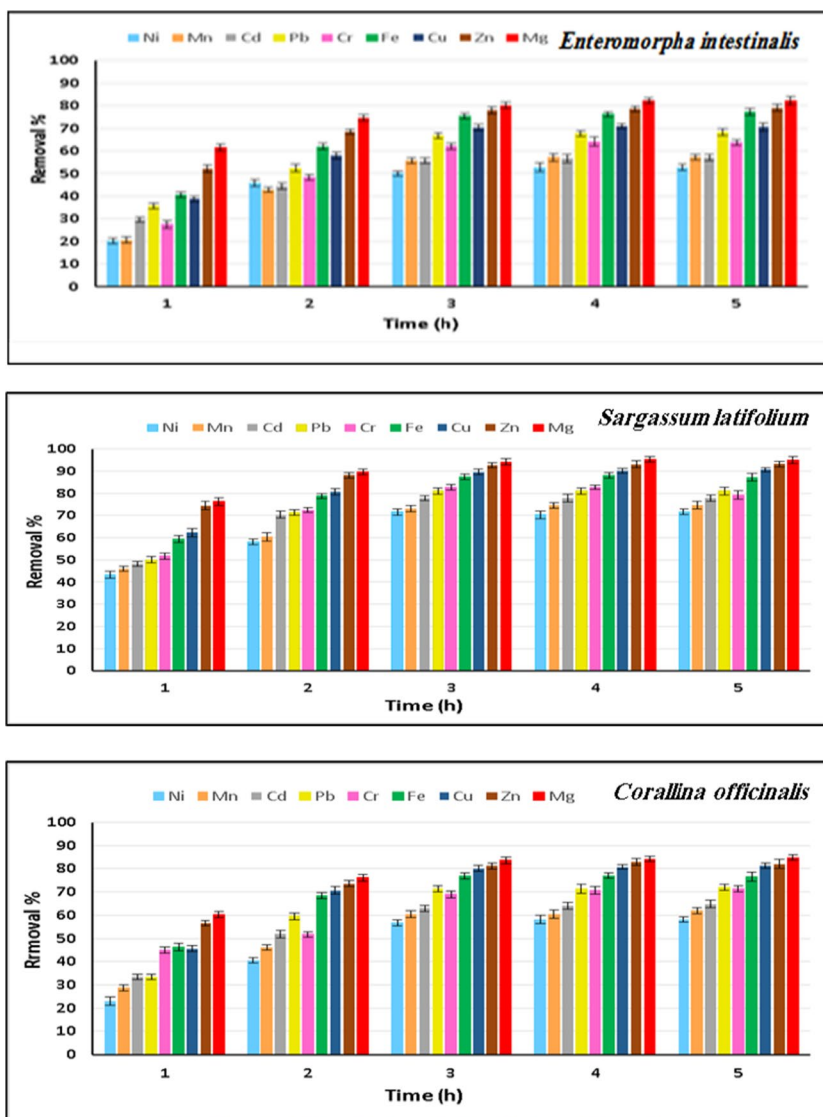 Ni Mn Cd Pb Cr Fe Cu Zn Mg Enteromorpha intestinalis
100
90
80
70
60
50
40
30
20
10
0
Removal %
1 2 3 4 5
Time (h)
Ni Mn Cd Pb Cr Fe Cu Zn Mg Sargassum latifolium
100
90
80
70
60
50
40
30
20
10
0
Removal %
1 2 3 4 5
Time (h)
Ni Mn Cd Pb Cr Fe Cu Zn Mg Corallina officinalis
100
90
80
70
60
50
40
30
20
10
0
Rrmoval %
1 2 3 4 5
Time (h)